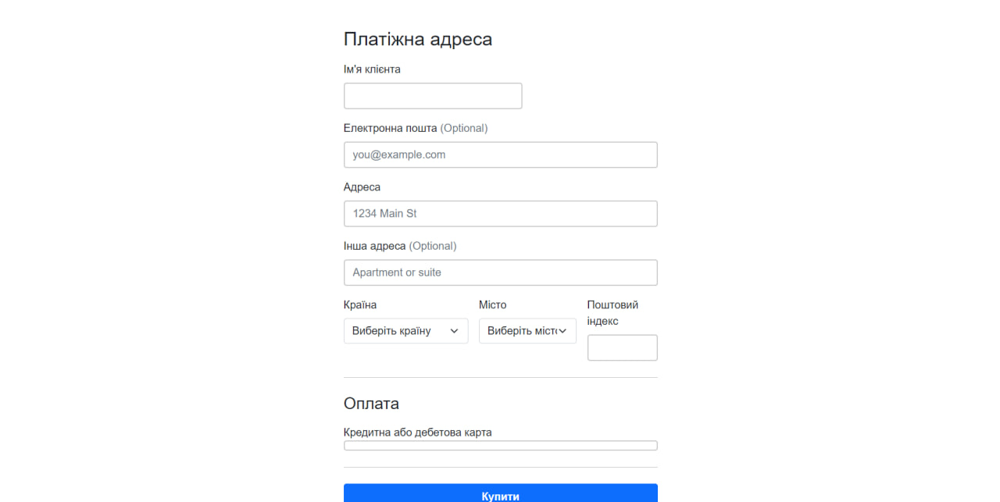 Платіжна адреса
Ім'я клієнта
Електронна пошта (Optional)
you@example.com
Адреса
1234 Main St
Інша адреса (Optional)
Apartment or suite
Країна
Місто
Поштовий
індекс
Виберіть країну
Виберіть місто
Оплата
Кредитна або дебетова карта
Купити